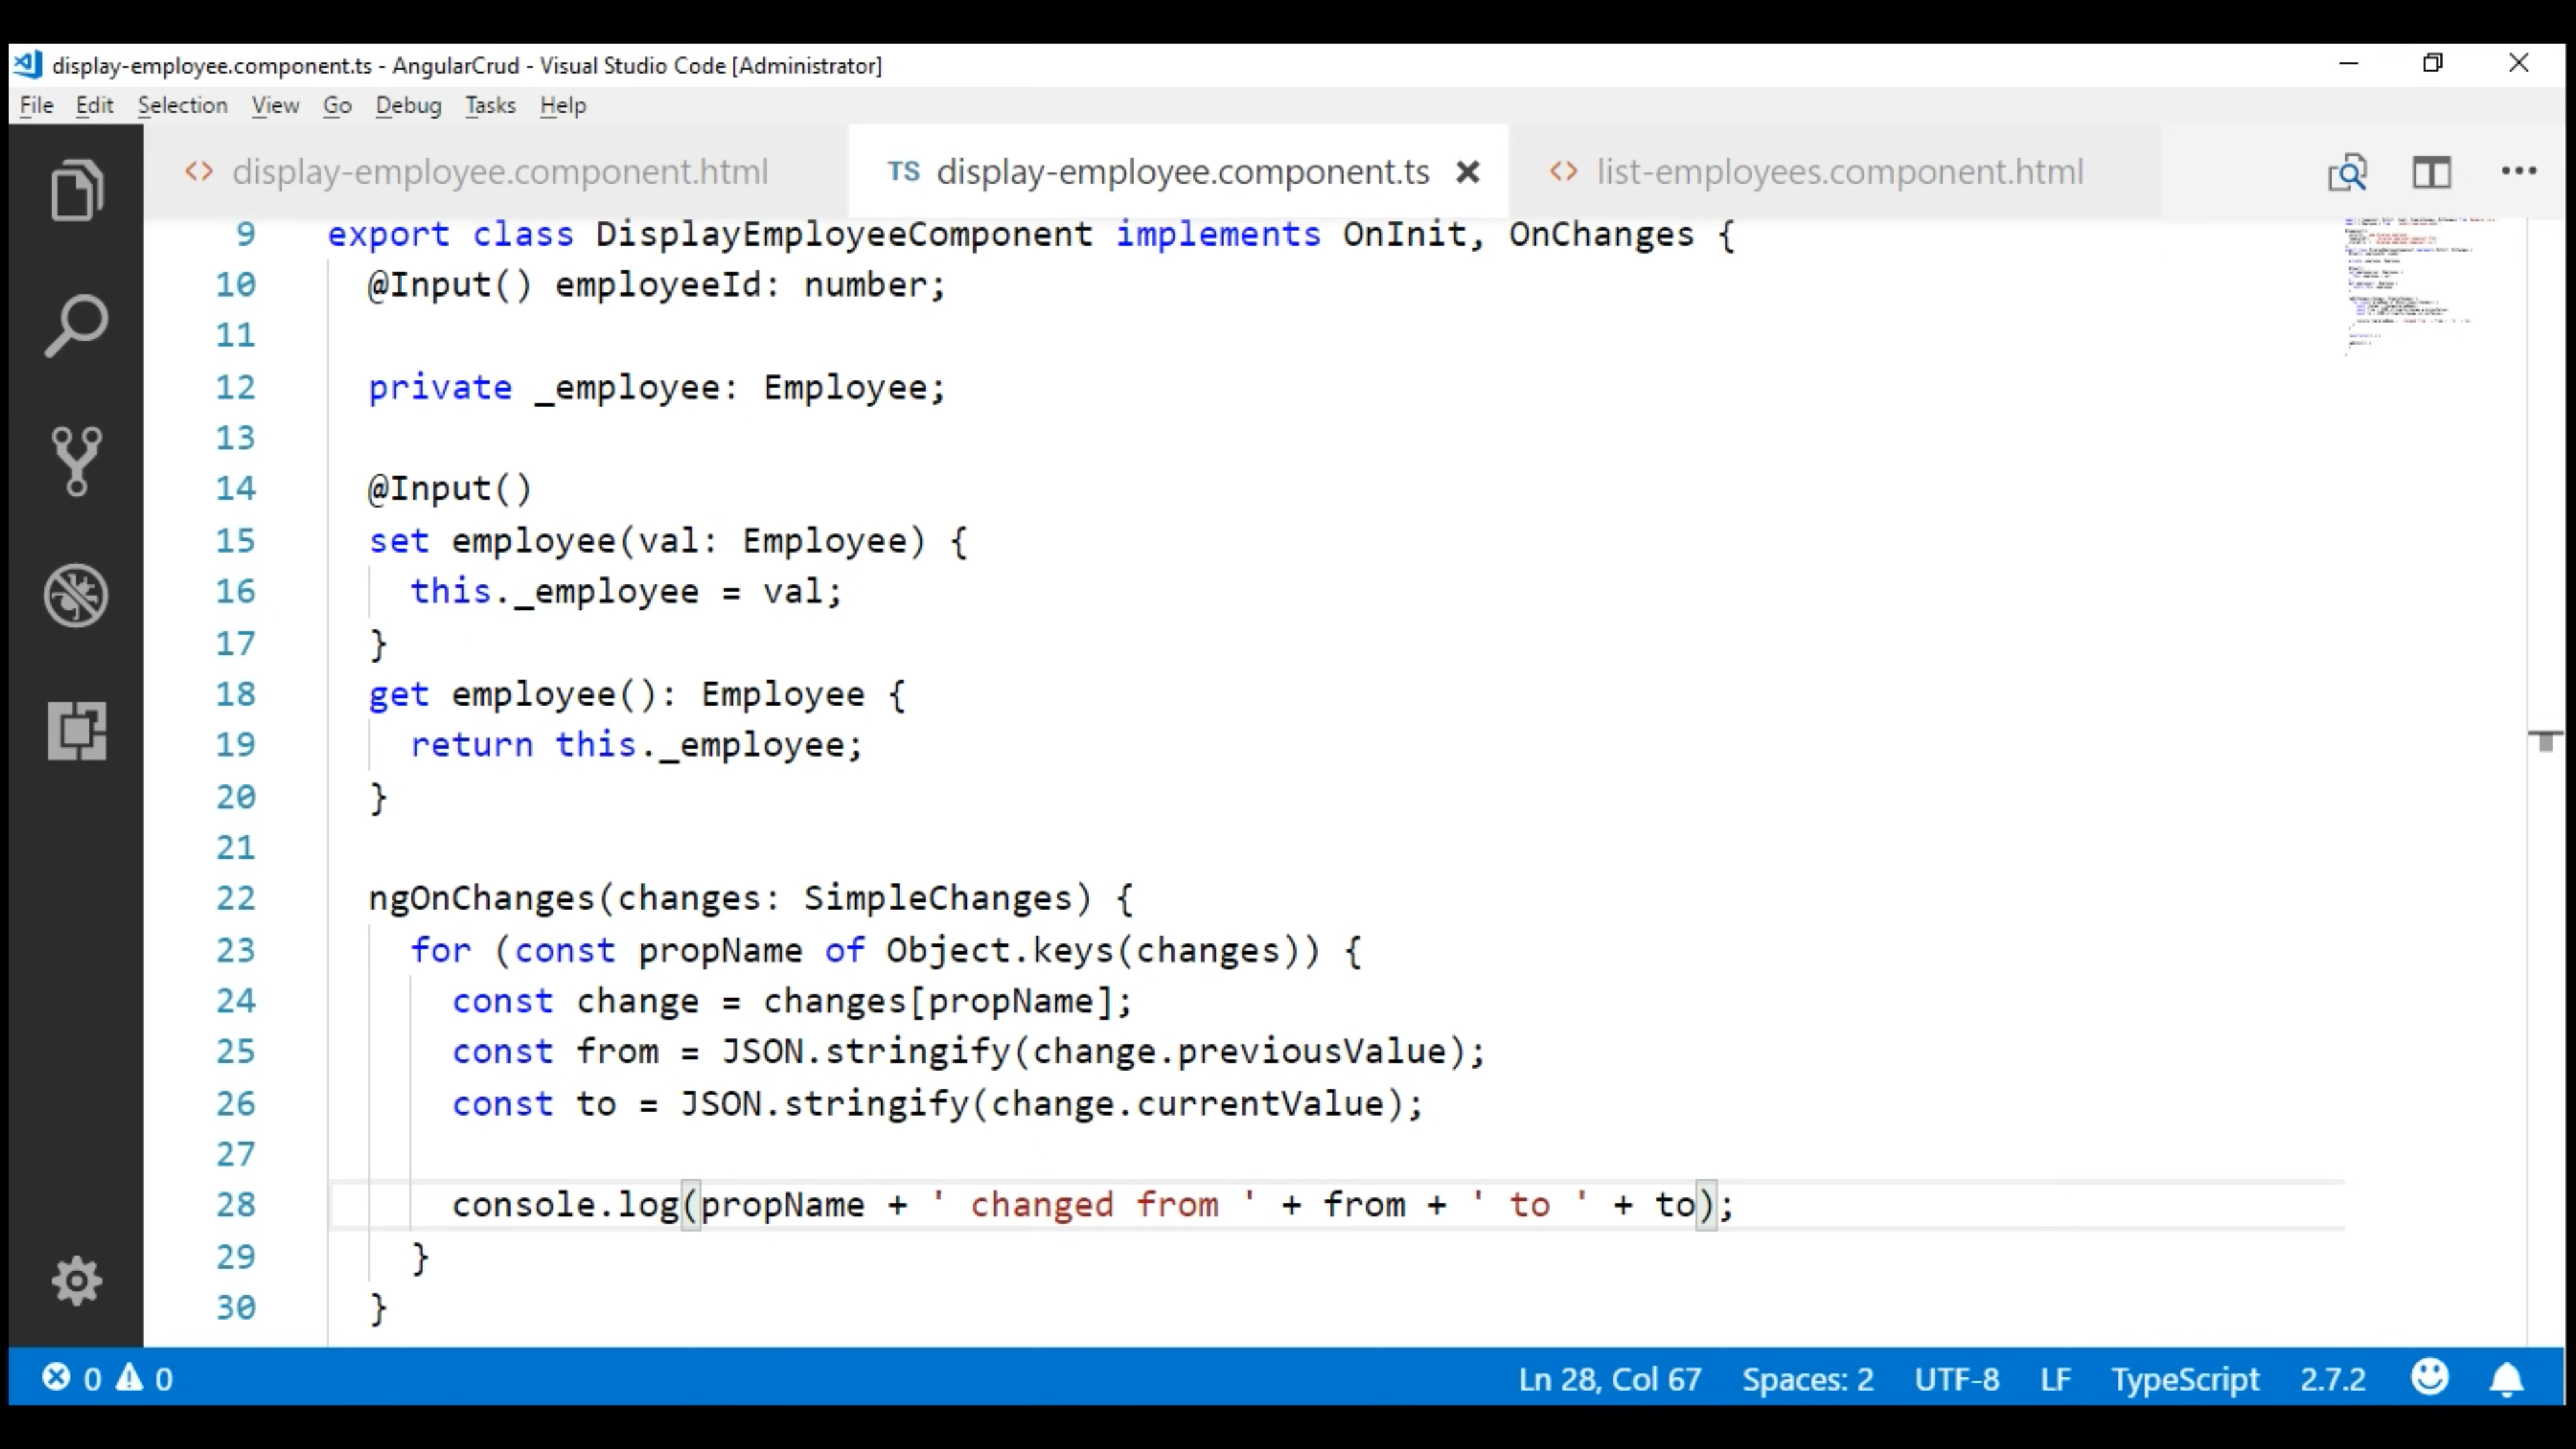 display-employee.component.ts - AngularCrud - Visual Studio Code [Administrator]
File Edit Selection View Go Debug Tasks Help
display-employee.component.html TS display-employee.component.ts list-employees.component.html
9 export class DisplayEmployeeComponent implements OnInit, OnChanges {
10 @Input() employeeId: number;
11
12 private _employee: Employee;
13
14 @Input()
15 set employee(val: Employee) {
16 this._employee = val;
17 }
18 get employee(): Employee {
19 return this._employee;
20 }
21
22 ngOnChanges(changes: SimpleChanges) {
23 for (const propName of Object.keys(changes)) {
24 const change = changes[propName];
25 const from = JSON.stringify(change.previousValue);
26 const to = JSON.stringify(change.currentValue);
27
28 console.log(propName + ' changed from ' + from + ' to ' + to);
29 }
30 }
0 0 Ln 28, Col 67 Spaces: 2 UTF-8 LF TypeScript 2.7.2